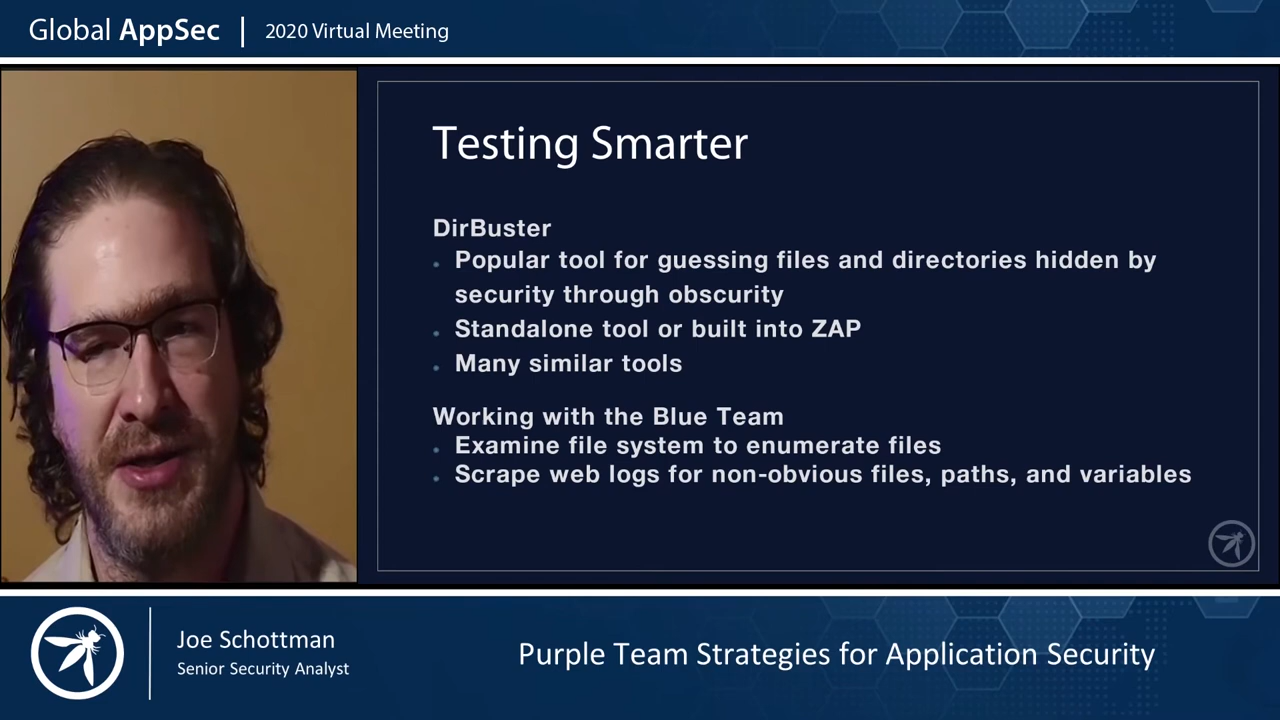 Global AppSec | 2020 Virtual Meeting
Testing Smarter
DirBuster
Popular tool for guessing files and directories hidden by
security through obscurity
Standalone tool or built into ZAP
Many similar tools
Working with the Blue Team
Examine file system to enumerate files
Scrape web logs for non-obvious files, paths, and variables
Joe Schottman
Senior Security Analyst
Purple Team Strategies for Application Security